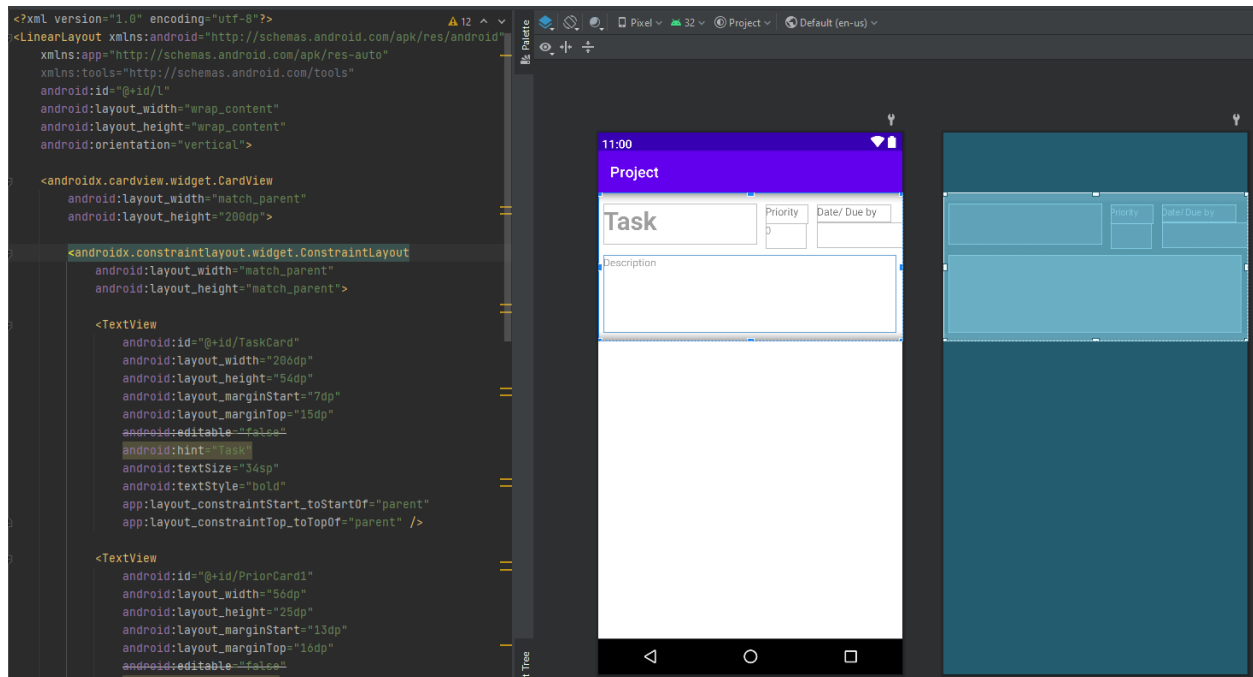 <?xml version="1.0" encoding="utf-8"?>
12
<LinearLayout xmlns:android="http://schemas.android.com/apk/res/android"
xmlns:app="http://schemas.android.com/apk/res-auto"
xmlns:tools="http://schemas.android.com/tools"
android:id="@+id/l"
android:layout_width="wrap_content"
android:layout_height="wrap_content"
android:orientation="vertical">
<androidx.cardview.widget.CardView
android:layout_width="match_parent"
android:layout_height="200dp">
<androidx.constraintlayout.widget.ConstraintLayout
android:layout_width="match_parent"
android:layout_height="match_parent">
<TextView
android:id="@+id/TaskCard"
android:layout_width="206dp"
android:layout_height="54dp"
android:layout_marginStart="7dp"
android:layout_marginTop="15dp"
android:editable="false"
android:hint="Task"
android:textSize="34sp"
android:textStyle="bold"
app:layout_constraintStart_toStartOf="parent"
app:layout_constraintTop_toTopOf="parent" />
<TextView
android:id="@+id/PriorCard1"
android:layout_width="56dp"
android:layout_height="25dp"
android:layout_marginStart="13dp"
android:layout_marginTop="16dp"
android:editable="false"
Palette
Pixel 32 Project Default (en-us)
11:00
Project
Task
Priority
Date/ Due by
0
Description
Priority
Date/ Due by
t Tree